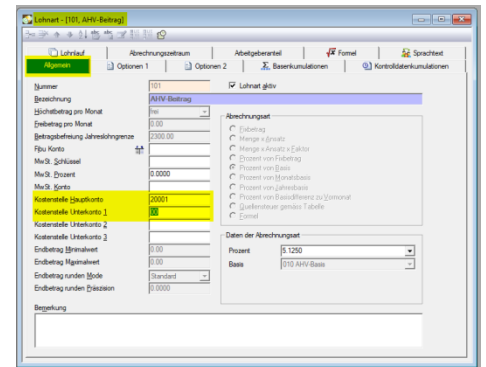 Lohnart - [101, AHV-Beitrag]
Lohnlauf
Abrechnungszeitraum
Arbeitgeberanteil
Formel
Sprachtext
Allgemein
Optionen 1
Optionen 2
Basenkumulationen
Kontrolldatenkumulationen
Nummer 101
Lohnart aktiv
Bezeichnung AHV-Beitrag
Höchstbetrag pro Monat frei
Freibetrag pro Monat 0.00
Beitragsbefreiung Jahreslohngrenze 2300.00
Fibu Konto
MwSt. Schlüssel
MwSt. Prozent 0.0000
MwSt. Konto
Kostenstelle Hauptkonto 20001
Kostenstelle Unterkonto 1 00
Kostenstelle Unterkonto 2
Kostenstelle Unterkonto 3
Endbetrag Minimalwert 0.00
Endbetrag Maximalwert 0.00
Endbetrag runden Mode Standard
Endbetrag runden Präzision 0.0000
Abrechnungsart
Fixbetrag
Menge x Ansatz
Menge x Ansatz x Faktor
Prozent von Fixbetrag
Prozent von Basis
Prozent von Monatsbasis
Prozent von Jahresbasis
Prozent von Basisdifferenz zu Vormonat
Quellensteuer gemäss Tabelle
Formel
Daten der Abrechnungsart
Prozent 5.1250
Basis 010 AHV-Basis
Bemerkung